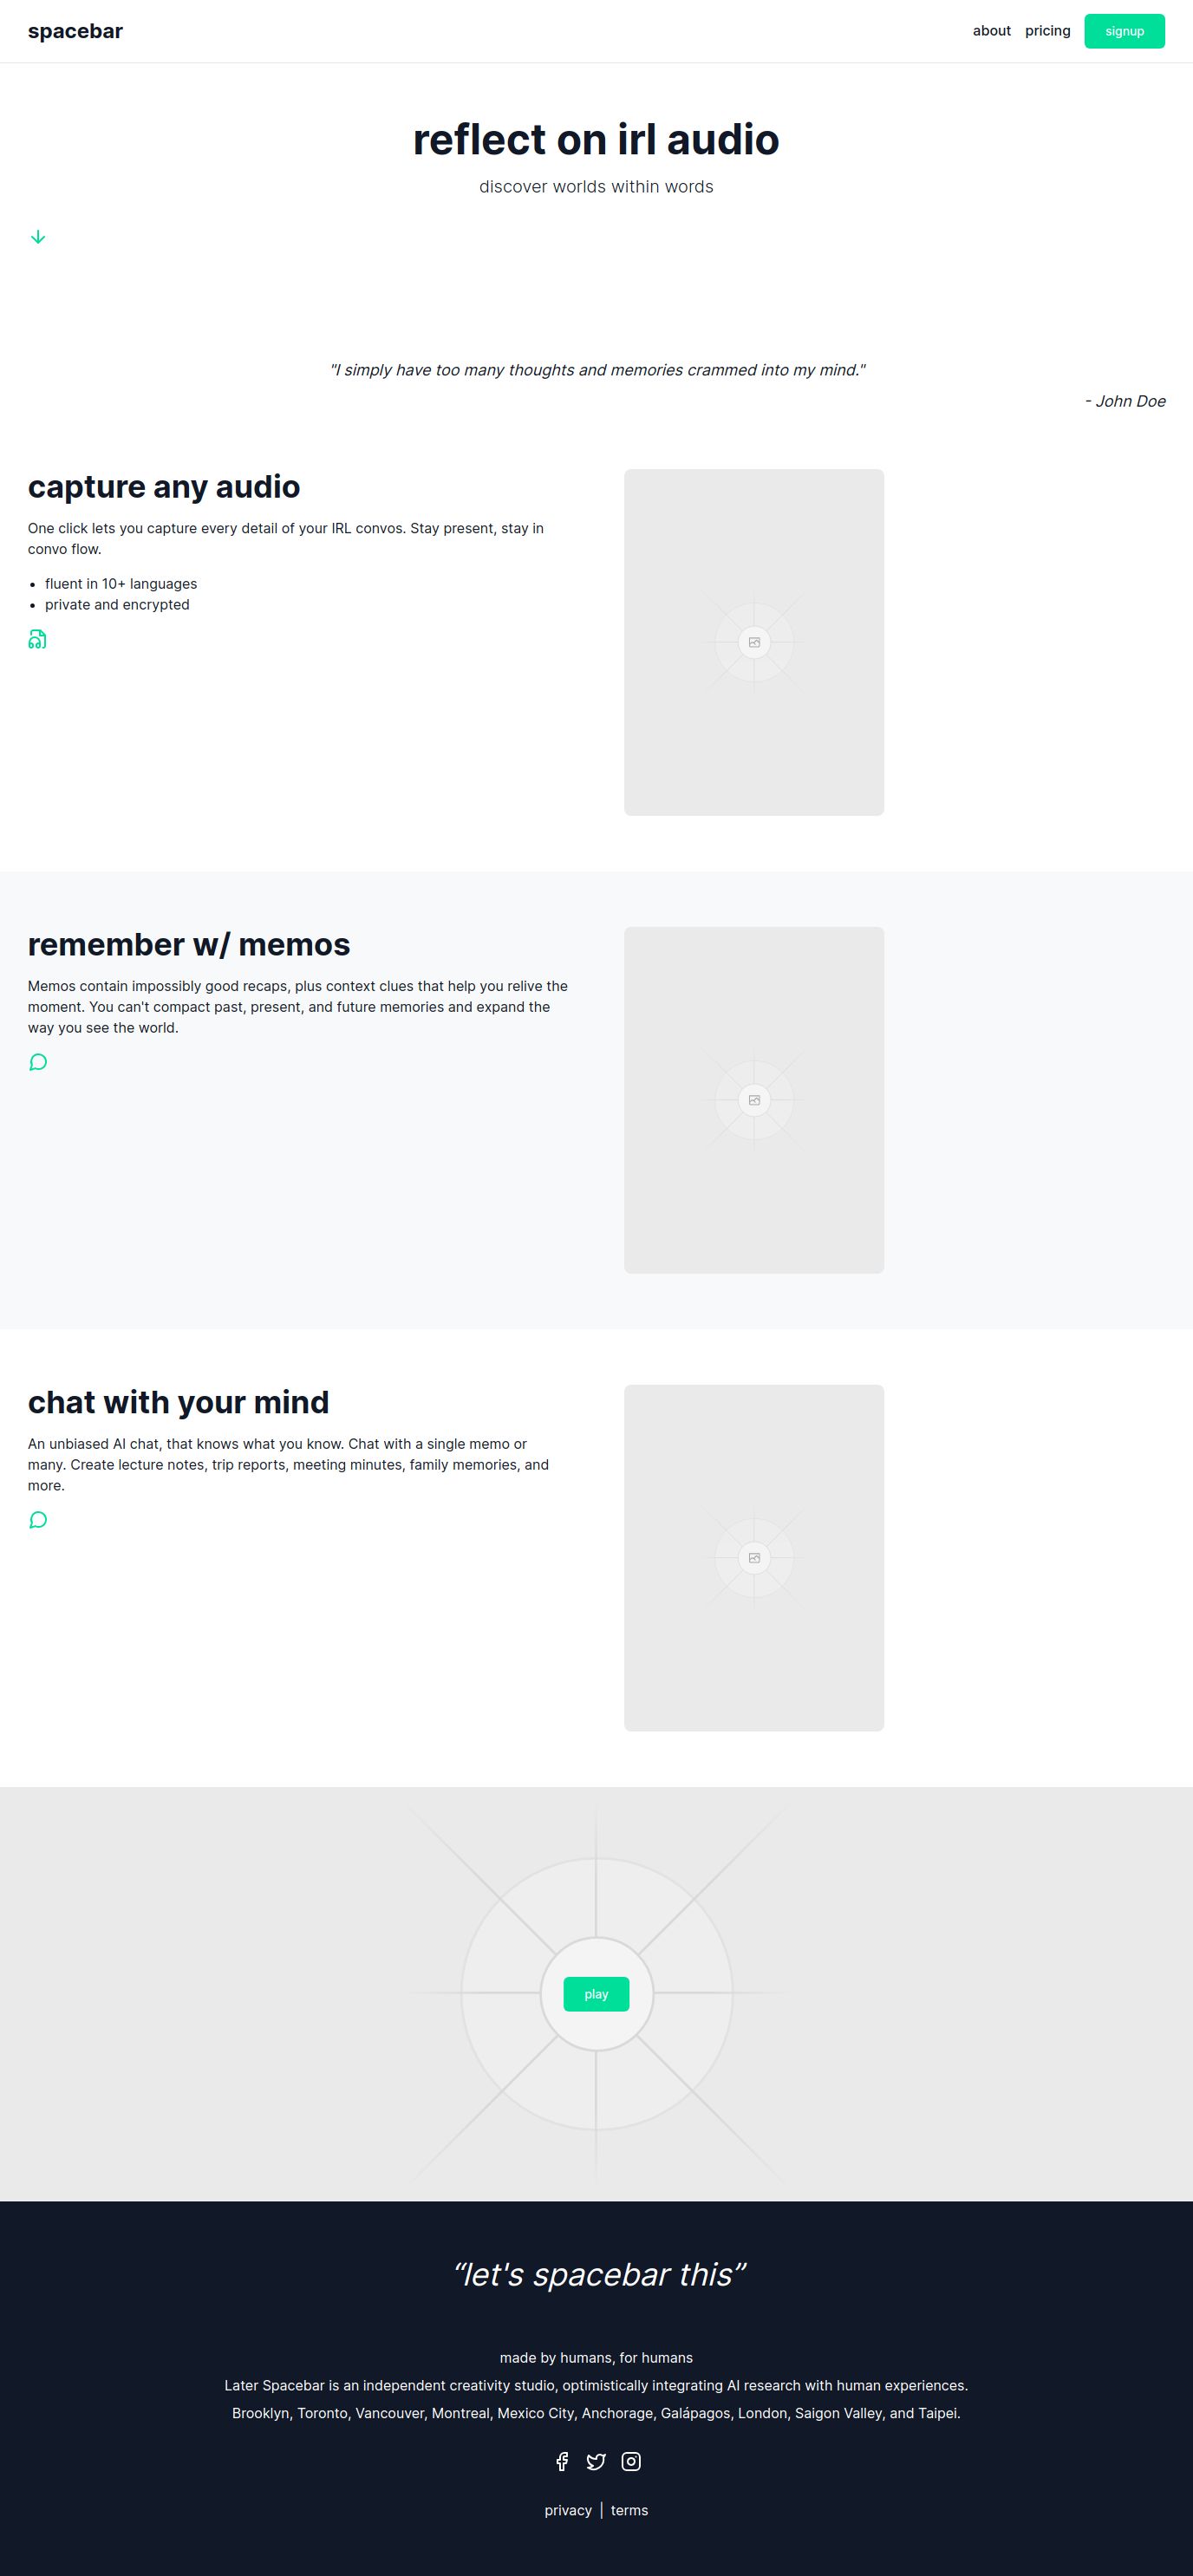 spacebar
about pricing signup
reflect on irl audio
discover worlds within words
"I simply have too many thoughts and memories crammed into my mind."
- John Doe
capture any audio
One click lets you capture every detail of your IRL convos. Stay present, stay in
convo flow.
• fluent in 10+ languages
• private and encrypted
remember w/ memos
Memos contain impossibly good recaps, plus context clues that help you relive the
moment. You can't compact past, present, and future memories and expand the
way you see the world.
chat with your mind
An unbiased AI chat, that knows what you know. Chat with a single memo or
many. Create lecture notes, trip reports, meeting minutes, family memories, and
more.
play
“let's spacebar this”
made by humans, for humans
Later Spacebar is an independent creativity studio, optimistically integrating AI research with human experiences.
Brooklyn, Toronto, Vancouver, Montreal, Mexico City, Anchorage, Galápagos, London, Saigon Valley, and Taipei.
privacy | terms